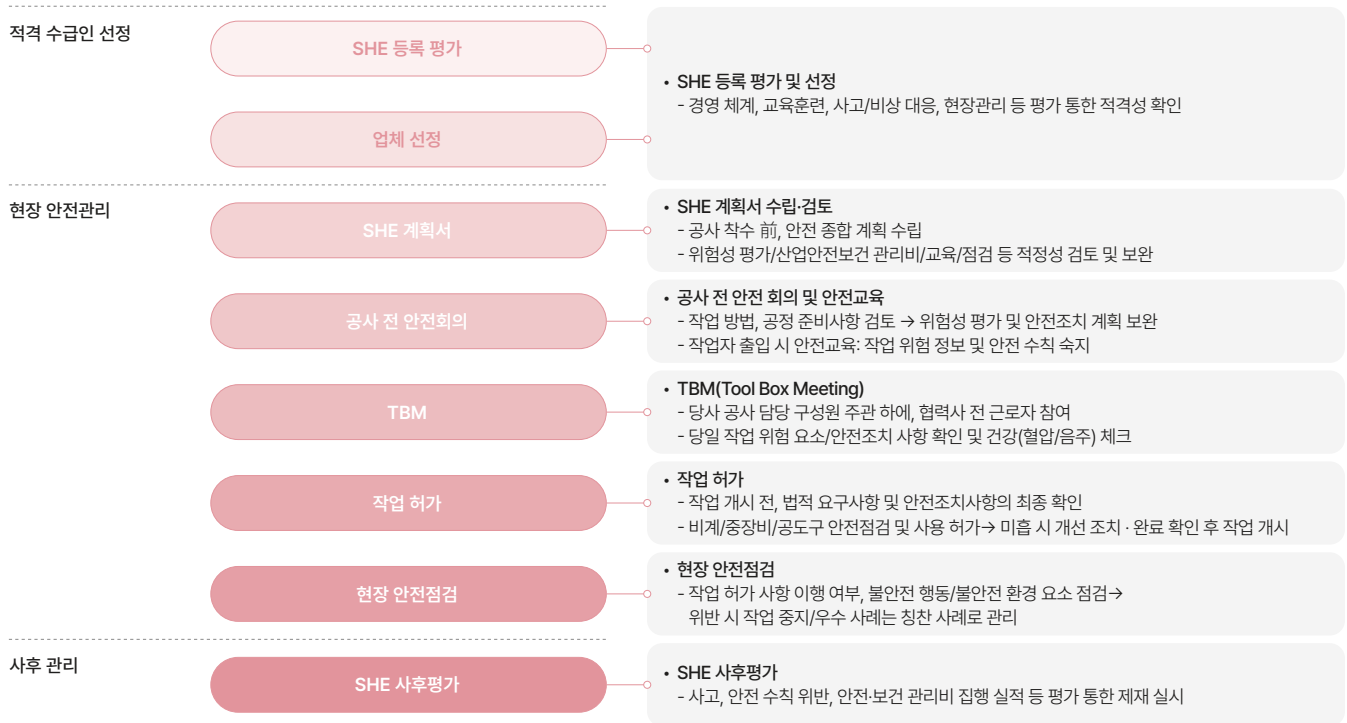 적격 수급인 선정
SHE 등록 평가
업체 선정
• SHE 등록 평가 및 선정
- 경영 체계, 교육훈련, 사고/비상 대응, 현장관리 등 평가 통한 적격성 확인
현장 안전관리
SHE 계획서
• SHE 계획서 수립·검토
- 공사 착수 前, 안전 종합 계획 수립
- 위험성 평가/산업안전보건 관리비/교육/점검 등 적정성 검토 및 보완
공사 전 안전회의
• 공사 전 안전 회의 및 안전교육
- 작업 방법, 공정 준비사항 검토 → 위험성 평가 및 안전조치 계획 보완
- 작업자 출입 시 안전교육: 작업 위험 정보 및 안전 수칙 숙지
TBM
• TBM(Tool Box Meeting)
- 당사 공사 담당 구성원 주관 하에, 협력사 전 근로자 참여
- 당일 작업 위험 요소/안전조치 사항 확인 및 건강(혈압/음주) 체크
작업 허가
• 작업 허가
- 작업 개시 전, 법적 요구사항 및 안전조치사항의 최종 확인
- 비계/중장비/공도구 안전점검 및 사용 허가→ 미흡 시 개선 조치 · 완료 확인 후 작업 개시
현장 안전점검
• 현장 안전점검
- 작업 허가 사항 이행 여부, 불안전 행동/불안전 환경 요소 점검→
위반 시 작업 중지/우수 사례는 칭찬 사례로 관리
사후 관리
SHE 사후평가
• SHE 사후평가
- 사고, 안전 수칙 위반, 안전·보건 관리비 집행 실적 등 평가 통한 제재 실시